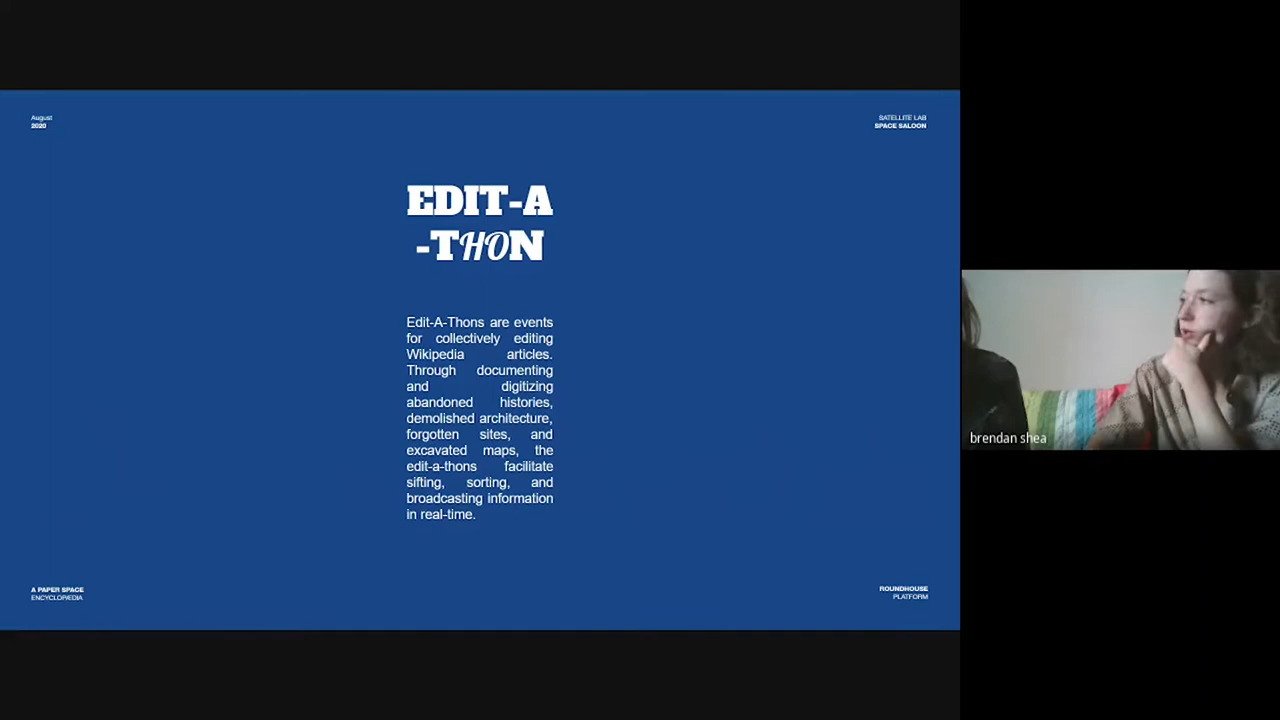 August
2020
SATELLITE LAB
SPACE SALOON
EDIT-A
-THON
Edit-A-Thons are events
for collectively editing
Wikipedia articles.
Through documenting
and digitizing
abandoned histories,
demolished architecture,
forgotten sites, and
excavated maps, the
edit-a-thons facilitate
sifting, sorting, and
broadcasting information
in real-time.
brendan shea
A PAPER SPACE
ENCYCLOPÆDIA
ROUNDHOUSE
PLATFORM